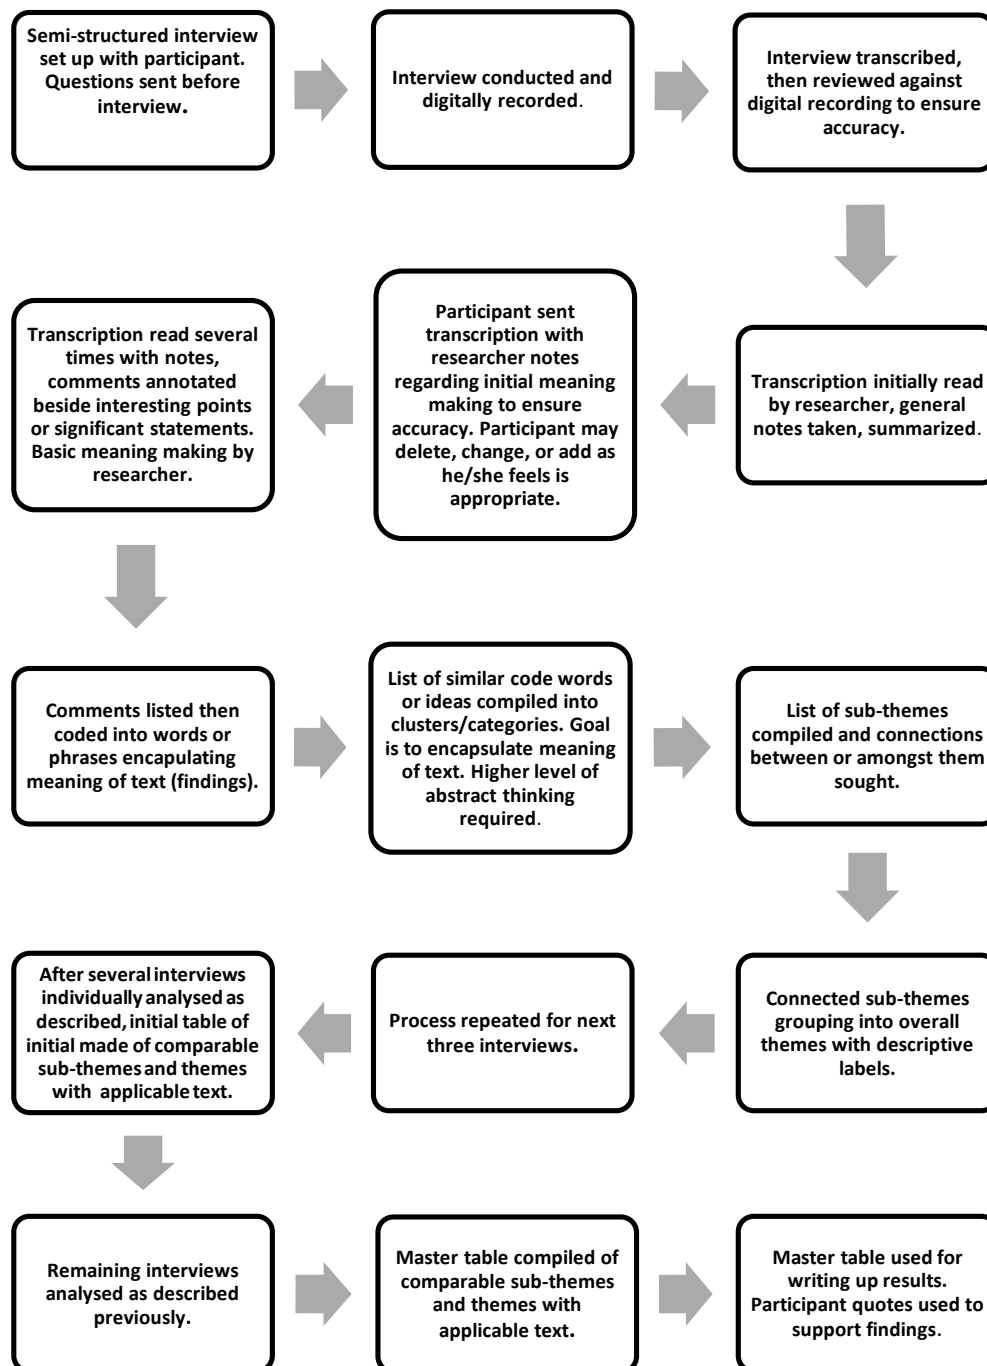 Semi-structured interview
set up with participant.
Questions sent before
interview.
Interview conducted and
digitally recorded.
Interview transcribed,
then reviewed against
digital recording to ensure
accuracy.
Transcription initially read
by researcher, general
notes taken, summarized.
Participant sent
transcription with
researcher notes
regarding initial meaning
making to ensure
accuracy. Participant may
delete, change, or add as
he/she feels is
appropriate.
Transcription read several
times with notes,
comments annotated
beside interesting points
or significant statements.
Basic meaning making by
researcher.
Comments listed then
coded into words or
phrases encapulating
meaning of text (findings).
List of similar code words
or ideas compiled into
clusters/categories. Goal
is to encapsulate meaning
of text. Higher level of
abstract thinking
required.
List of sub-themes
compiled and connections
between or amongst them
sought.
Connected sub-themes
grouping into overall
themes with descriptive
labels.
Process repeated for next
three interviews.
After several interviews
individually analysed as
described, initial table of
initial made of comparable
sub-themes and themes
with applicable text.
Remaining interviews
analysed as described
previously.
Master table compiled of
comparable sub-themes
and themes with
applicable text.
Master table used for
writing up results.
Participant quotes used to
support findings.